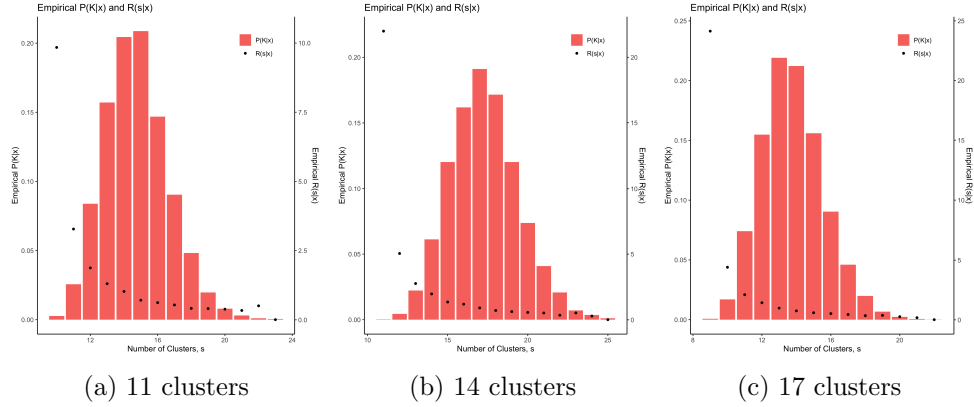 Empirical P(K|x) and R(s|x)
0.20
0.15
0.10
0.05
0.00
Empirical P(K|x)
10.0
7.5
5.0
2.5
0.0
Empirical R(s|x)
P(K|x)
R(s|x)
12
16
20
24
Number of Clusters, s
(a) 11 clusters
Empirical P(K|x) and R(s|x)
0.20
0.15
0.10
0.05
0.00
Empirical P(K|x)
20
15
10
5
0
Empirical R(s|x)
P(K|x)
R(s|x)
10
15
20
25
Number of Clusters, s
(b) 14 clusters
Empirical P(K|x) and R(s|x)
0.25
0.20
0.15
0.10
0.05
0.00
Empirical P(K|x)
25
20
15
10
5
0
Empirical R(s|x)
P(K|x)
R(s|x)
8
12
16
20
Number of Clusters, s
(c) 17 clusters